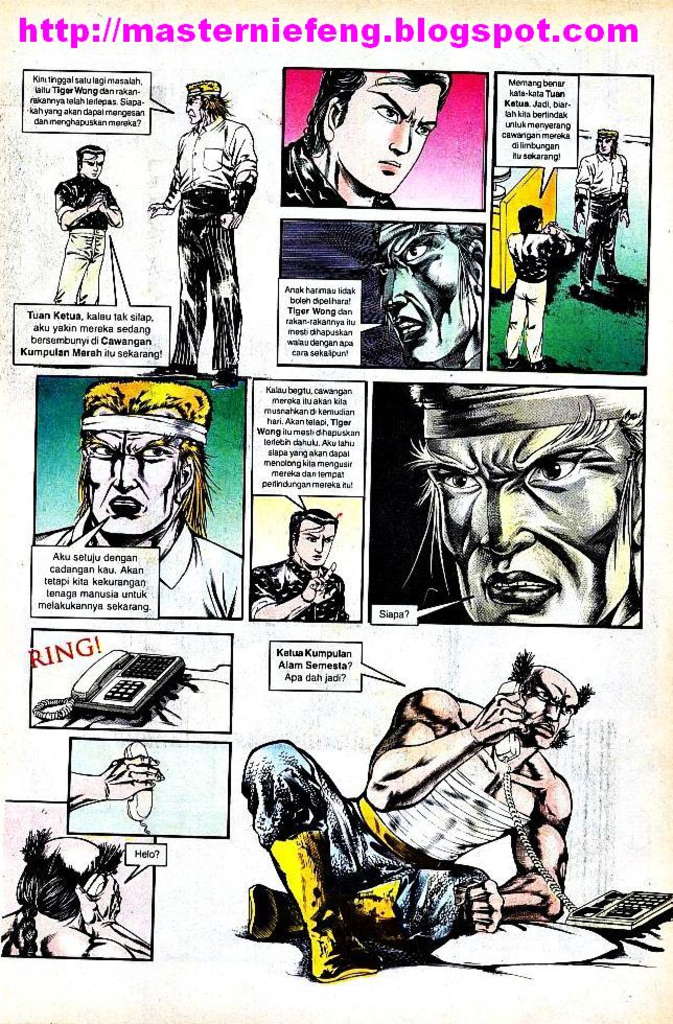 http://masterniefeng.blogspot.com
Kini tinggal satu lagi masalah,
iaitu Tiger Wong dan rakan-
rakannya telah terlepas. Siapa-
kah yang akan dapat mengesan
dan menghapuskan mereka?
Tuan Ketua, kalau tak silap,
aku yakin mereka sedang
bersembunyi di Cawangan
Kumpulan Merah itu sekarang!
Memang benar
kata-kata Tuan
Ketua. Jadi, biar-
lah kita bertindak
untuk menyerang
cawangan mereka
di limbungan
itu sekarang!
Anak harimau tidak
boleh dipelihara!
Tiger Wong dan
rakan-rakannya itu
mesti dihapuskan
walau dengan apa
cara sekalipun!
Aku setuju dengan
cadangan kau. Akan
tetapi kita kekurangan
tenaga manusia untuk
melakukannya sekarang.
Kalau begitu, cawangan
mereka itu akan kita
musnahkan di kemudian
hari. Akan tetapi, Tiger
Wong itu mesti dihapuskan
terlebih dahulu. Aku tahu
siapa yang akan dapat
menolong kita mengusir
mereka dan tempat
perlindungan mereka itu!
Siapa?
RING!
Helo?
Ketua Kumpulan
Alam Semesta?
Apa dah jadi?